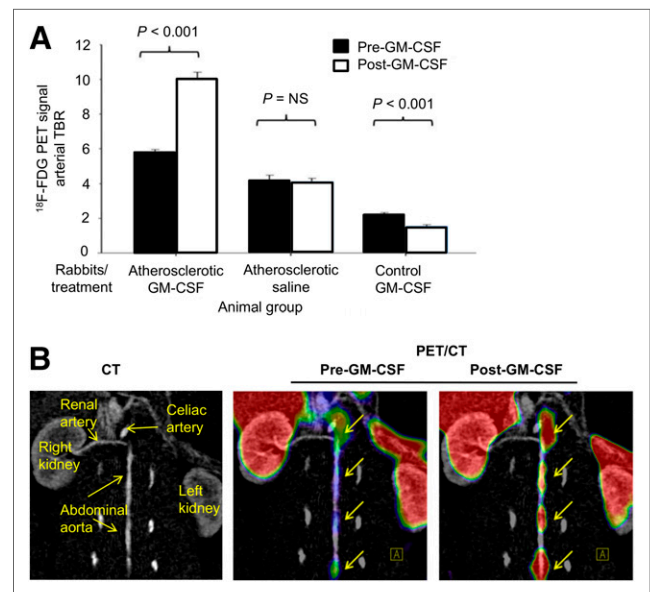 A
P < 0.001
Pre-GM-CSF
Post-GM-CSF
P = NS
P < 0.001
¹⁸F-FDG PET signal
arterial TBR
12
10
8
6
4
2
0
Rabbits/
treatment
Atherosclerotic
GM-CSF
Atherosclerotic
saline
Control
GM-CSF
Animal group
B
PET/CT
CT
Pre-GM-CSF
Post-GM-CSF
Renal
artery
Celiac
artery
Right
kidney
Left
kidney
Abdominal
aorta
A
A